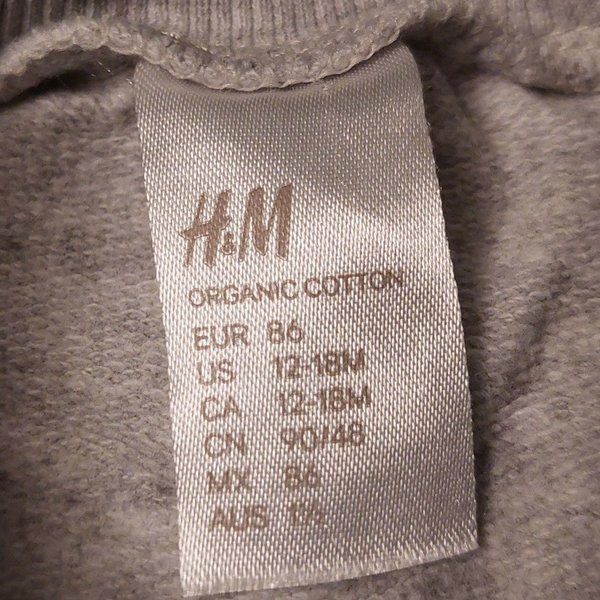 H&M
ORGANIC COTTON
EUR 86
US 12-18M
CA 12-18M
CN 90/48
MX 86
AUS 1½